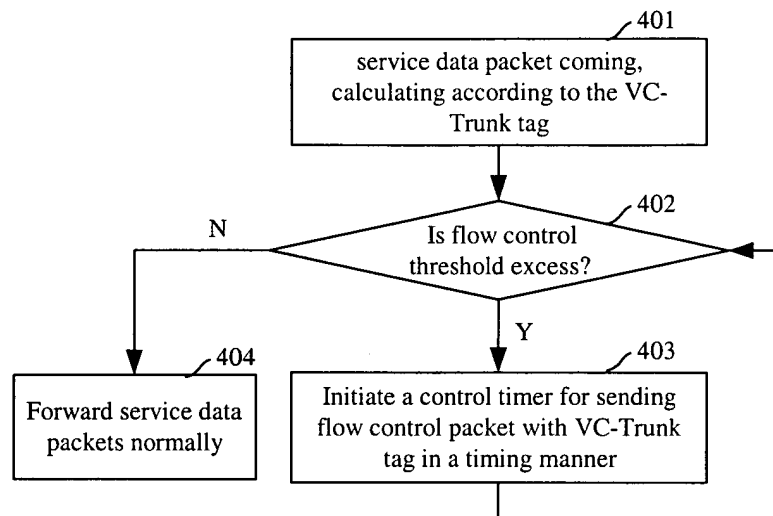 401
service data packet coming,
calculating according to the VC-
Trunk tag
402
Is flow control
threshold excess?
N
Y
404
Forward service data
packets normally
403
Initiate a control timer for sending
flow control packet with VC-Trunk
tag in a timing manner